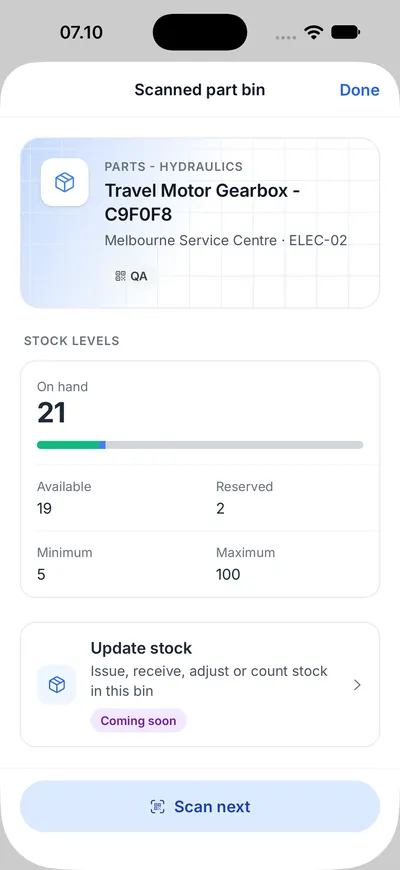 07.10
Scanned part bin
Done
PARTS - HYDRAULICS
Travel Motor Gearbox -
C9F0F8
Melbourne Service Centre · ELEC-02
QA
STOCK LEVELS
On hand
21
Available
Reserved
19
2
Minimum
Maximum
5
100
Update stock
Issue, receive, adjust or count stock
in this bin
Coming soon
Scan next